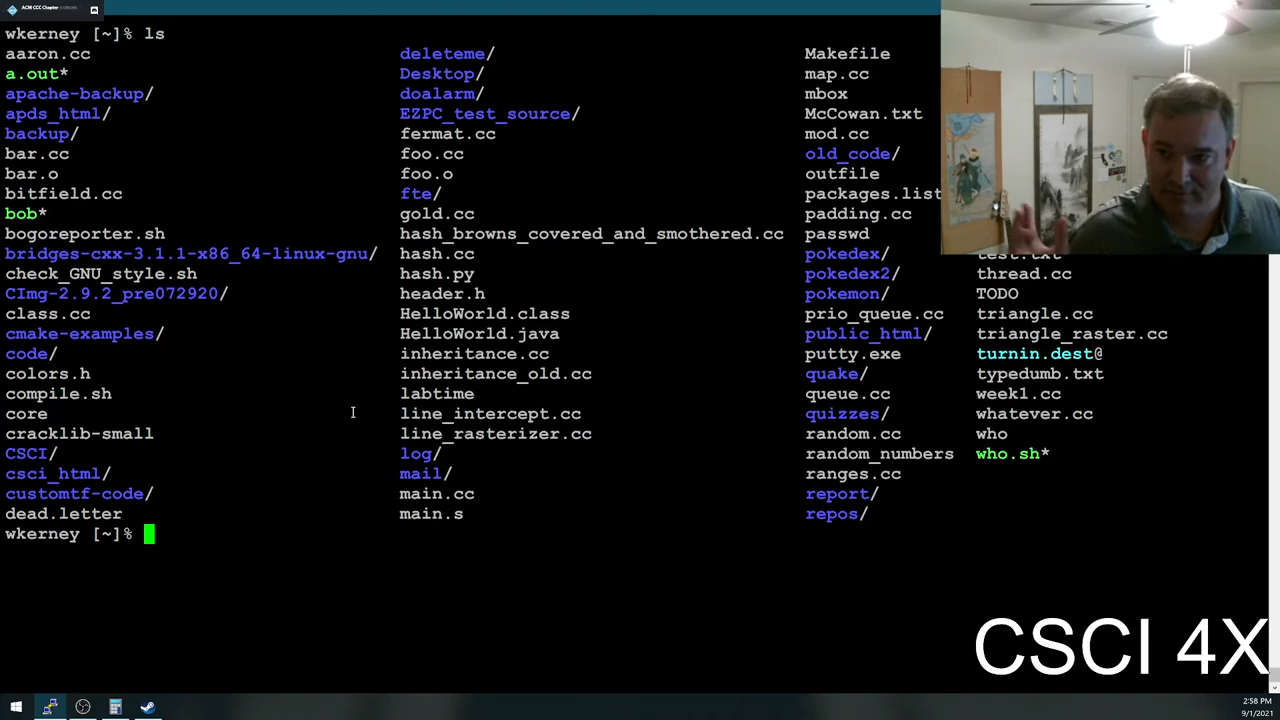 ACM CCC Chapter
wkerney [~]% ls
aaron.cc deleteme/ Makefile
a.out* Desktop/ map.cc
apache-backup/ doalarm/ mbox
apds_html/ EZPC_test_source/ McCowan.txt
backup/ fermat.cc mod.cc
bar.cc foo.cc old_code/
bar.o foo.o outfile
bitfield.cc fte/ packages.list
bob* gold.cc padding.cc
bogoreporter.sh hash_browns_covered_and_smothered.cc passwd
bridges-cxx-3.1.1-x86_64-linux-gnu/ hash.cc pokedex/ test.txt
check_GNU_style.sh hash.py pokedex2/ thread.cc
CImg-2.9.2_pre072920/ header.h pokemon/ TODO
class.cc HelloWorld.class prio_queue.cc triangle.cc
cmake-examples/ HelloWorld.java public_html/ triangle_raster.cc
code/ inheritance.cc putty.exe turnin.dest@
colors.h inheritance_old.cc quake/ typedumb.txt
compile.sh labtime queue.cc week1.cc
core line_intercept.cc quizzes/ whatever.cc
cracklib-small line_rasterizer.cc random.cc who
CSCI/ log/ random_numbers who.sh*
csci_html/ mail/ ranges.cc
customtf-code/ main.cc report/
dead.letter main.s repos/
wkerney [~]%
CSCI 4X
2:58 PM
9/1/2021